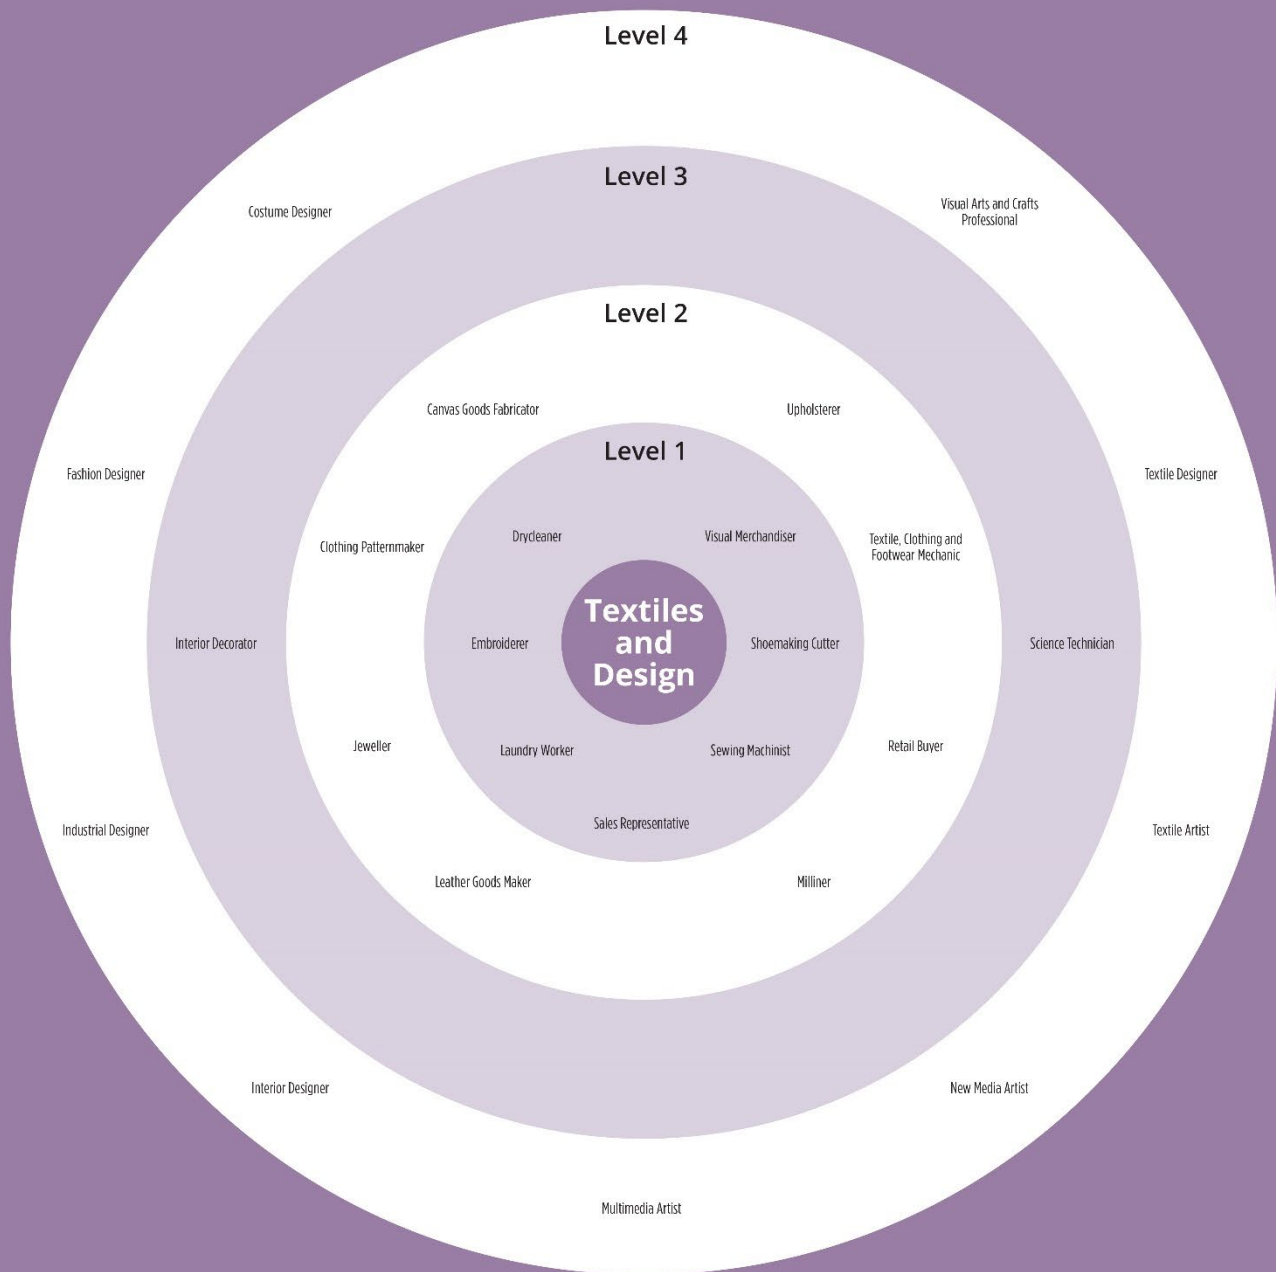 Level 4
Costume Designer
Visual Arts and Crafts
Professional
Fashion Designer
Textile Designer
Industrial Designer
Textile Artist
Interior Designer
New Media Artist
Multimedia Artist
Level 3
Interior Decorator
Science Technician
Level 2
Canvas Goods Fabricator
Upholsterer
Clothing Patternmaker
Textile, Clothing and
Footwear Mechanic
Jeweller
Retail Buyer
Leather Goods Maker
Milliner
Level 1
Drycleaner
Visual Merchandiser
Embroiderer
Shoemaking Cutter
Laundry Worker
Sewing Machinist
Sales Representative
Textiles
and
Design